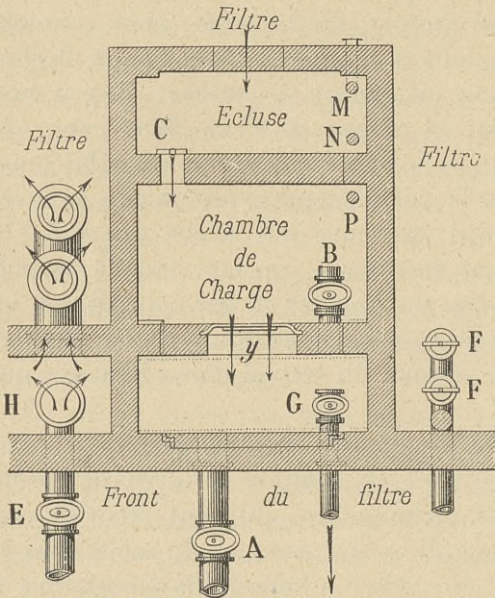 Filtre
M
C
Ecluse
N
Filtre
Filtre
P
Chambre
de
Charge
B
y
F
H
G
F
Front du filtre
E
A